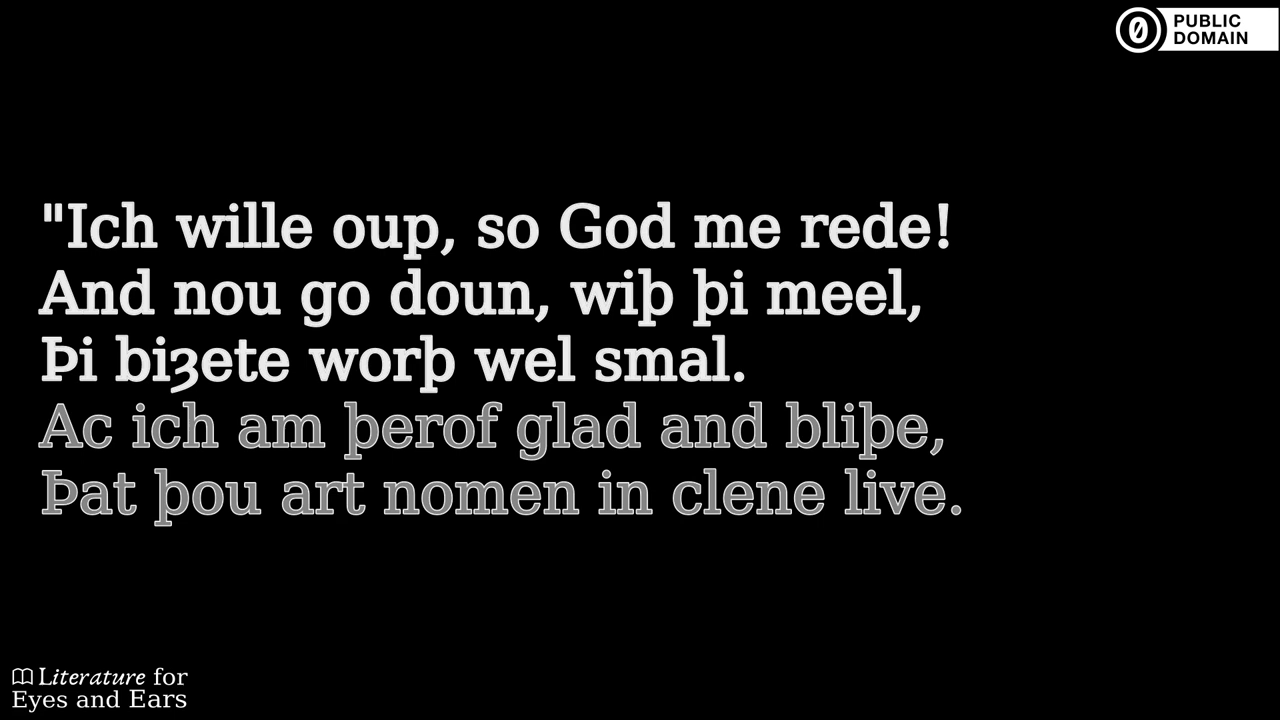 PUBLIC
DOMAIN
"Ich wille oup, so God me rede!
And nou go doun, wiþ þi meel,
Þi biȝete worþ wel smal.
Ac ich am þerof glad and bliþe,
Þat þou art nomen in clene live.
Literature for
Eyes and Ears